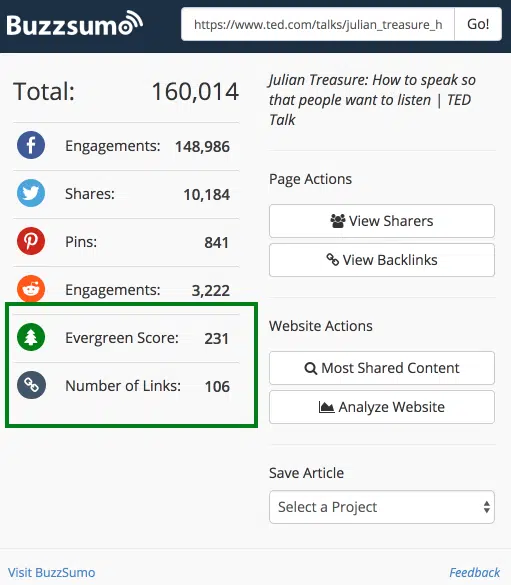 Buzzsumo
https://www.ted.com/talks/julian_treasure_h
Go!
Total: 160,014
Engagements: 148,986
Shares: 10,184
Pins: 841
Engagements: 3,222
Evergreen Score: 231
Number of Links: 106
Julian Treasure: How to speak so
that people want to listen | TED
Talk
Page Actions
View Sharers
View Backlinks
Website Actions
Most Shared Content
Analyze Website
Save Article
Select a Project
Visit BuzzSumo
Feedback